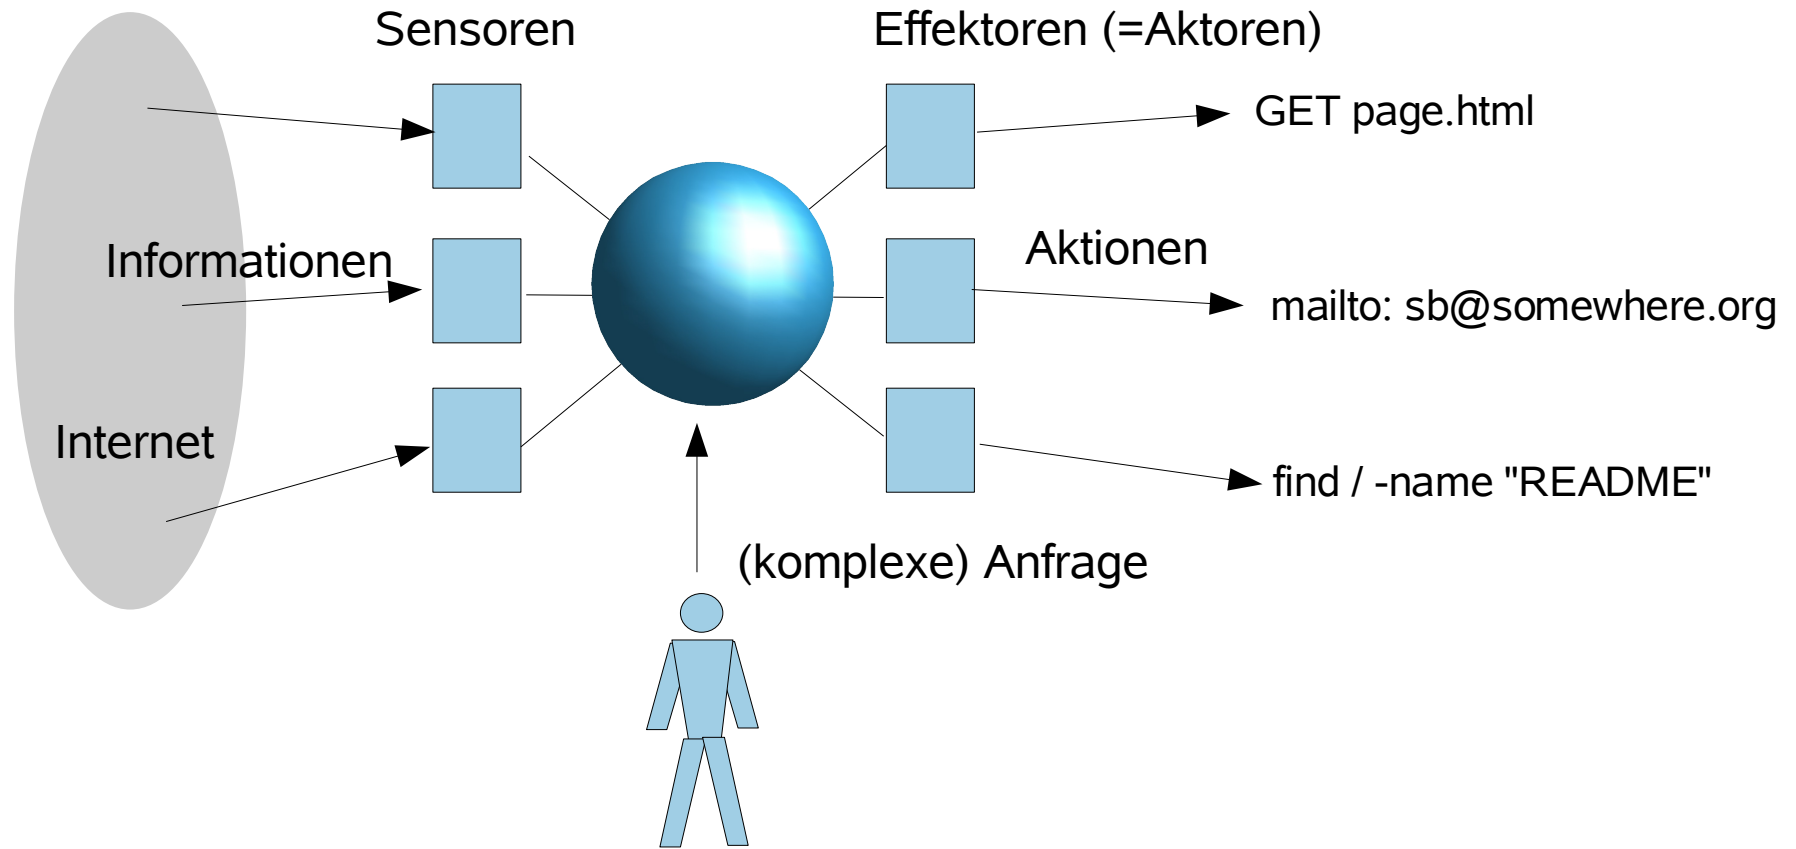 Sensoren
Effektoren (=Aktoren)
GET page.html
Informationen
Aktionen
mailto: sb@somewhere.org
Internet
find / -name "README"
(komplexe) Anfrage